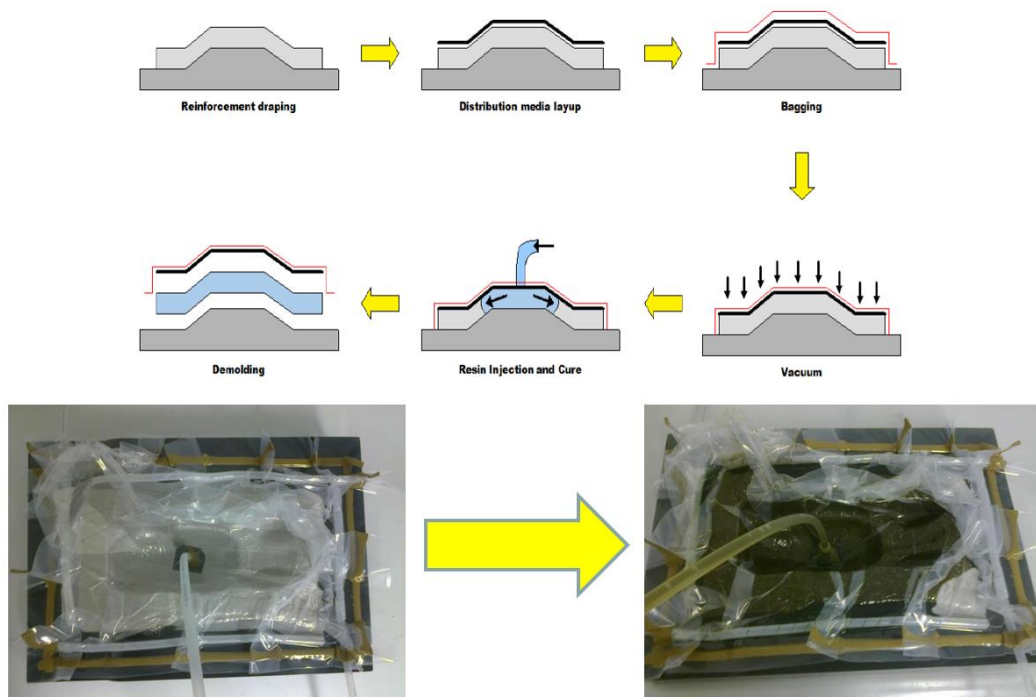 Reinforcement draping
Distribution media layup
Bagging
Demolding
Resin Injection and Cure
Vacuum